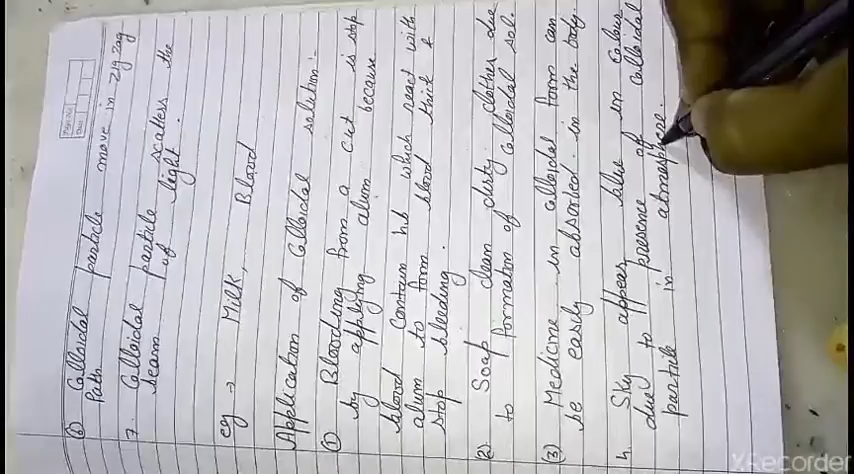 ⑥ Colloidal particle move in zig zag
Path
7. Colloidal particle scatters the
beam of light.
eg → Milk, Blood
Application of Colloidal solution :-
① Blooding from a cut is stop
by applying alum because
blood contain hb which react with
alum to form blood thick &
stop bleeding.
(2) Soap clean dirty clothes due
to formation of colloidal sol.
(3) Medicine in colloidal form can
be easily absorbed in the body.
4. Sky appear blue in colour
due to presence of colloidal
particle in atmosphere.
XRecorder